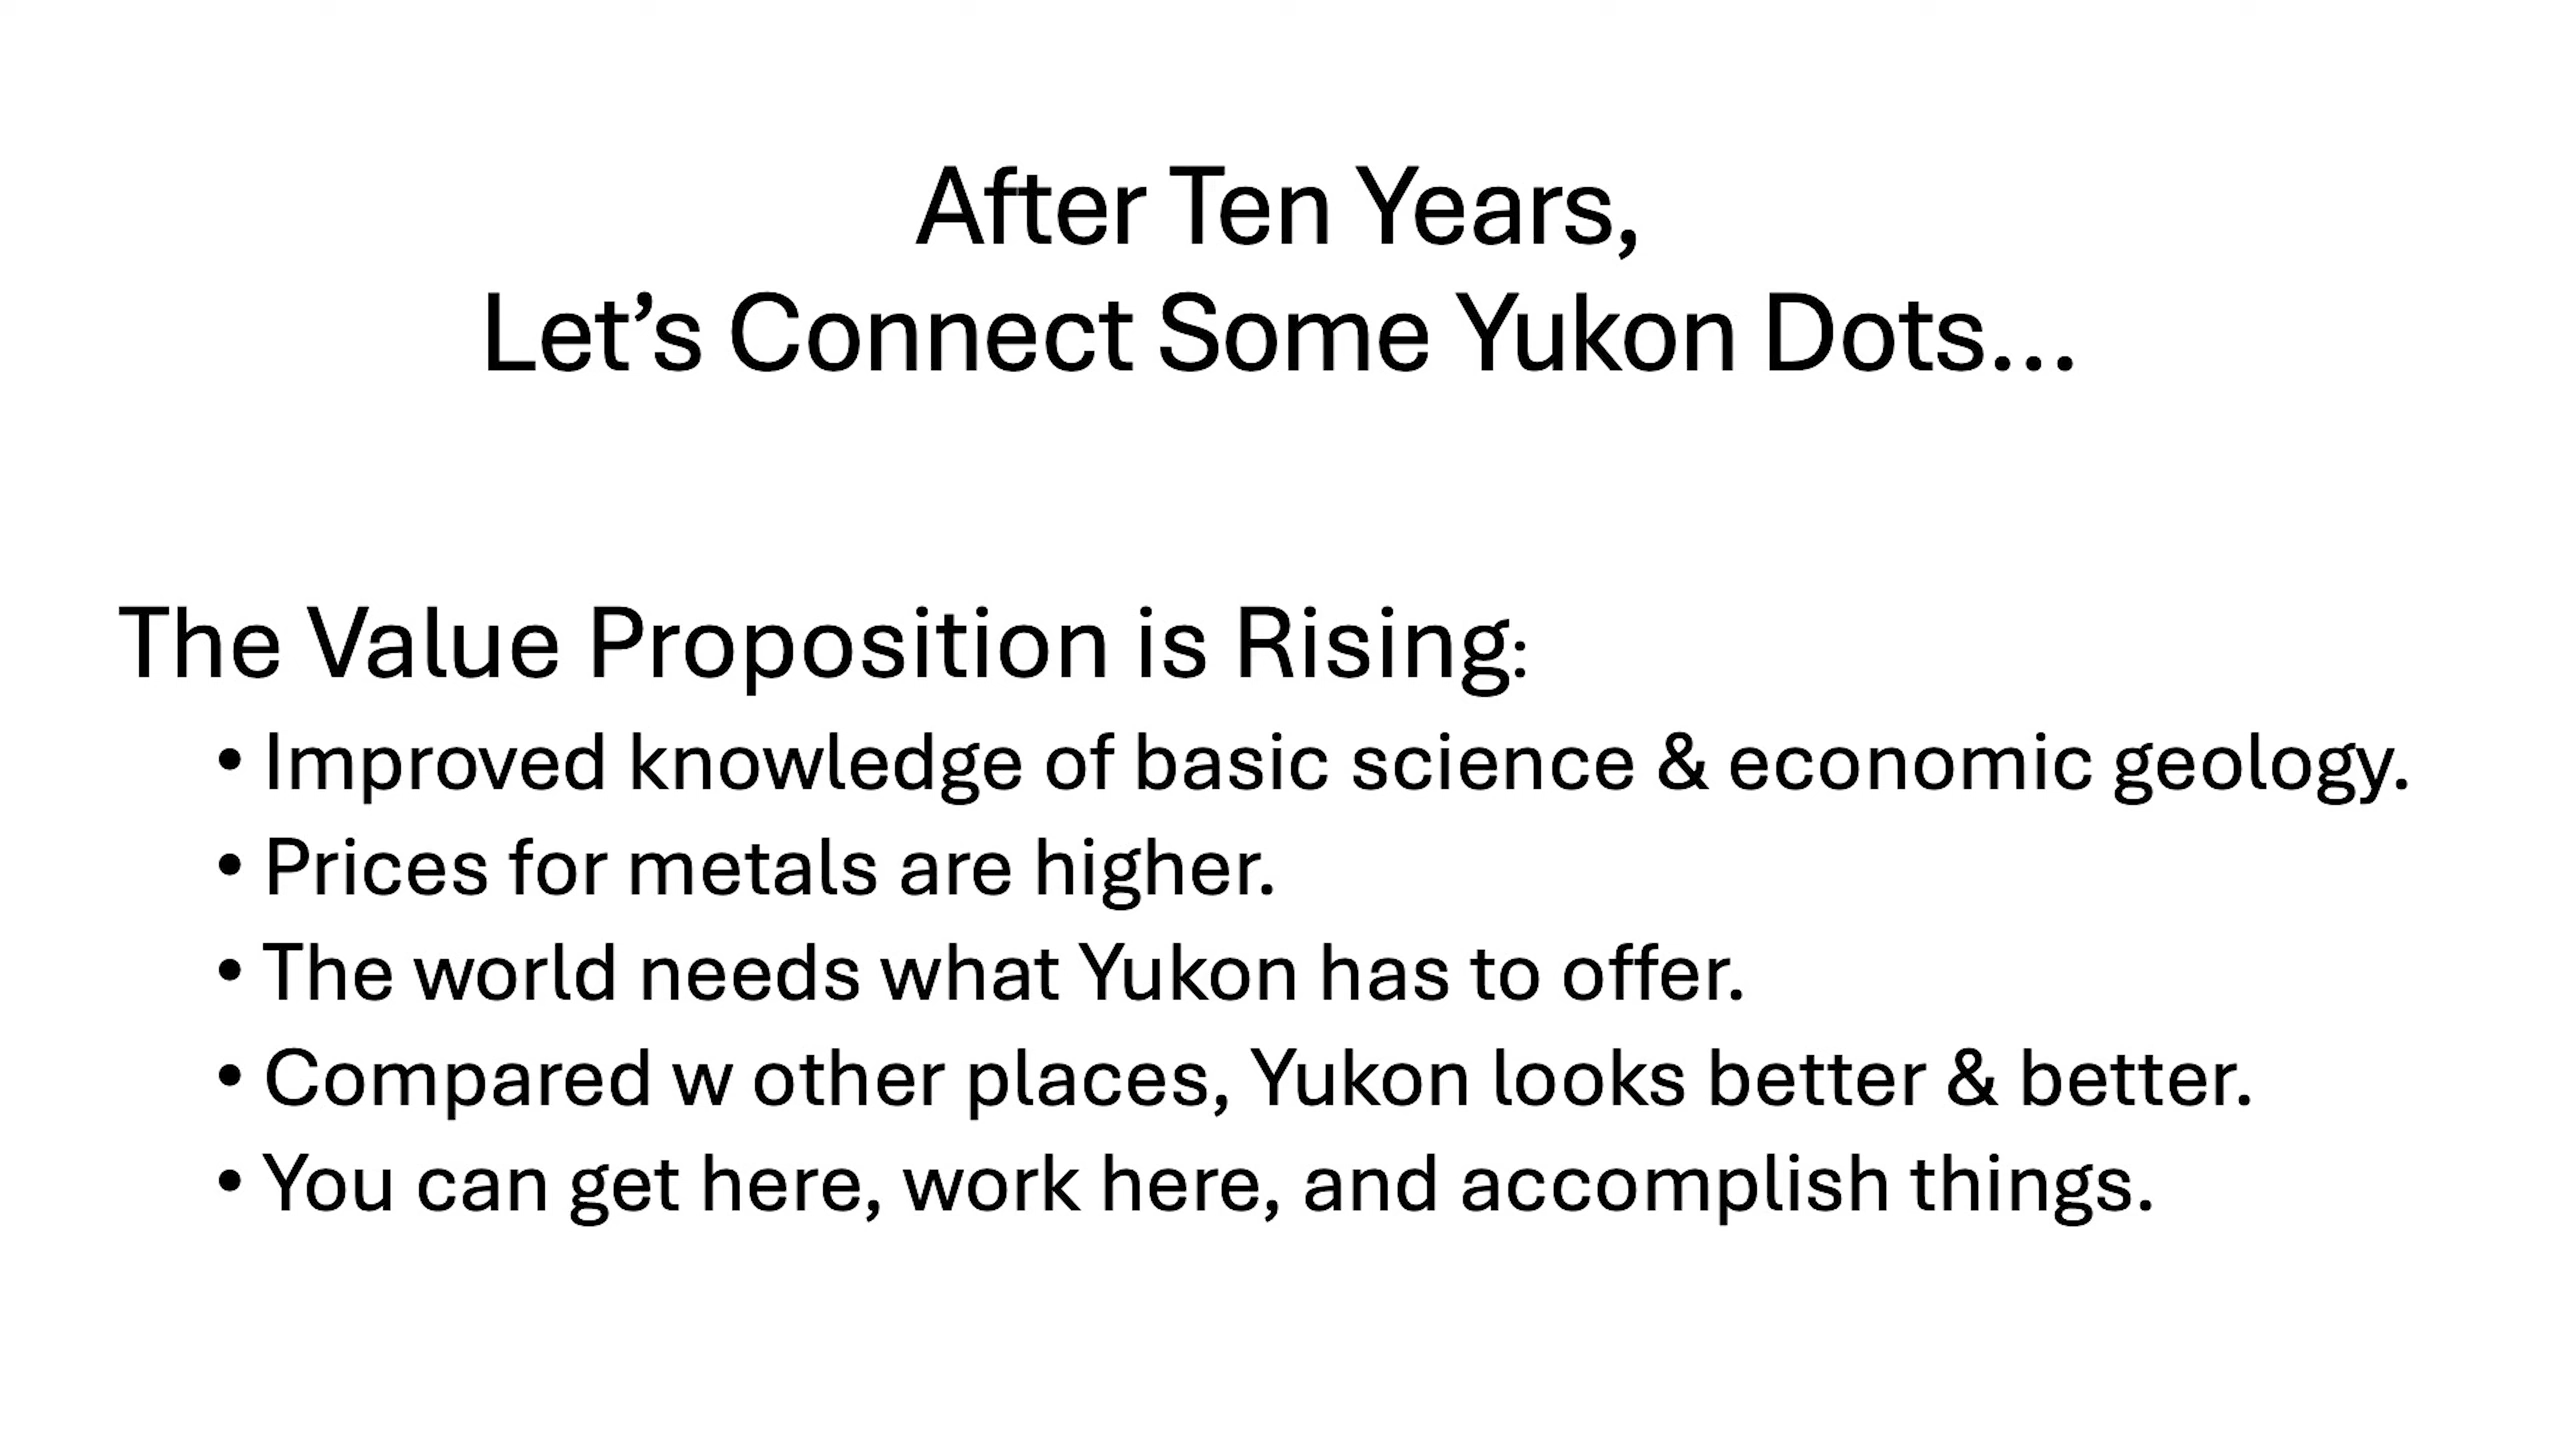 After Ten Years,
Let’s Connect Some Yukon Dots…
The Value Proposition is Rising:
• Improved knowledge of basic science & economic geology.
• Prices for metals are higher.
• The world needs what Yukon has to offer.
• Compared w other places, Yukon looks better & better.
• You can get here, work here, and accomplish things.